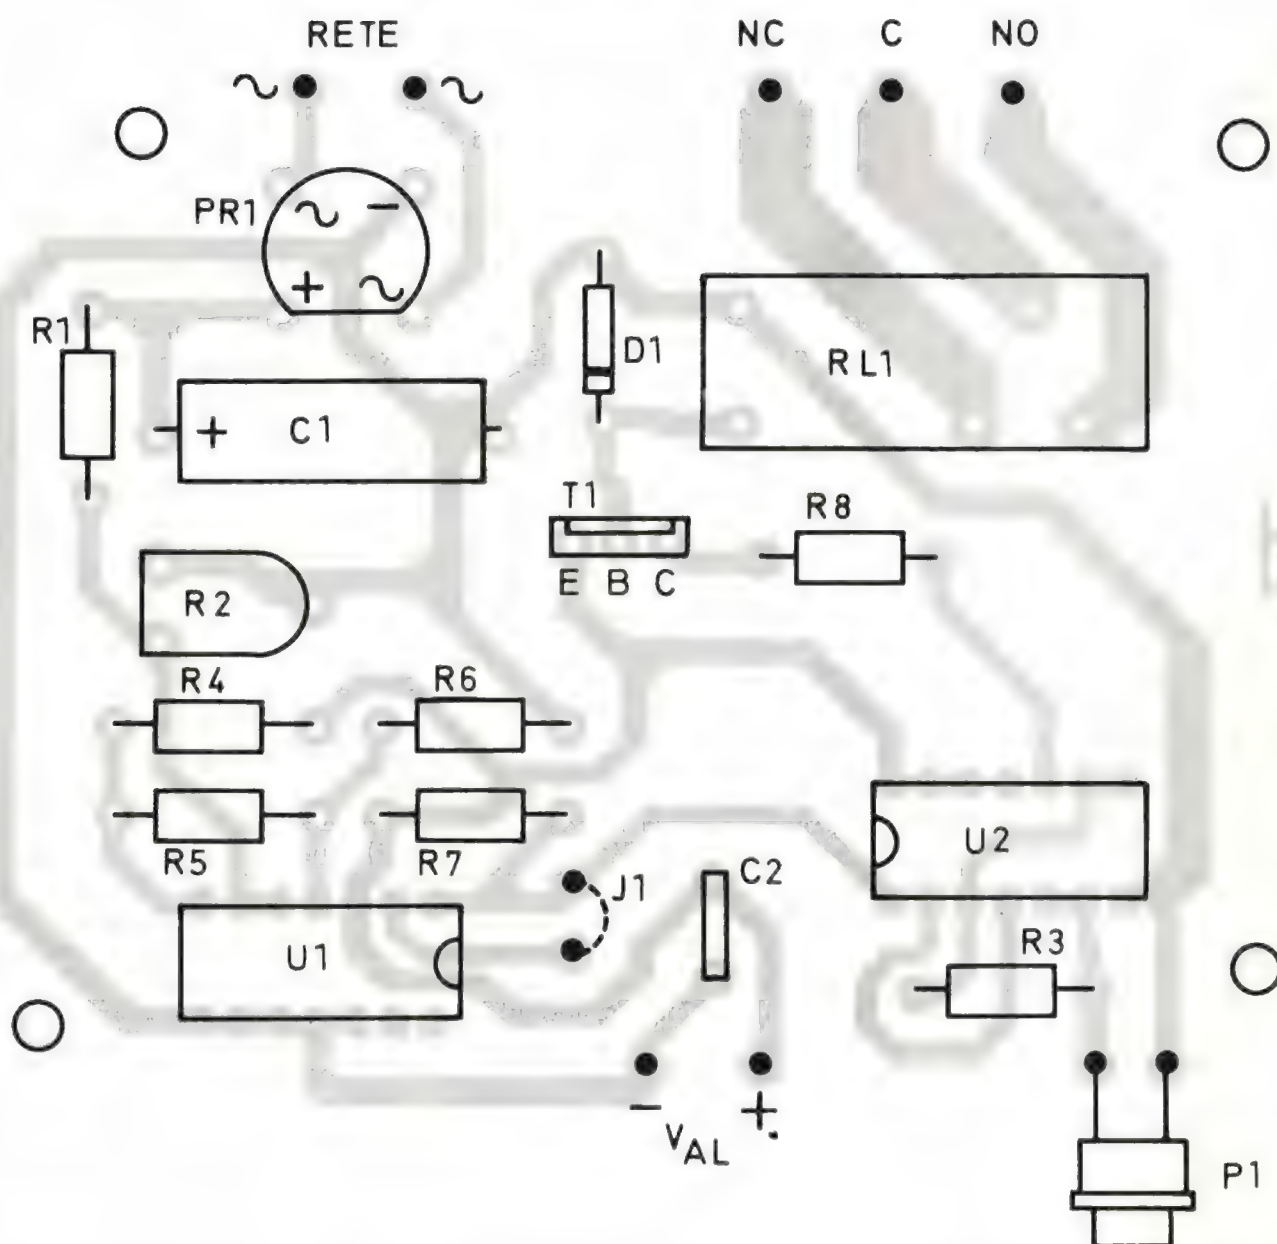 RETE
NC C NO
~ ~
PR1
~ -
+ ~
R1
D1
RL1
+ C1
T1
R8
E B C
R2
R4
R6
U2
R5
R7
J1
C2
U1
R3
- +
VAL
P1